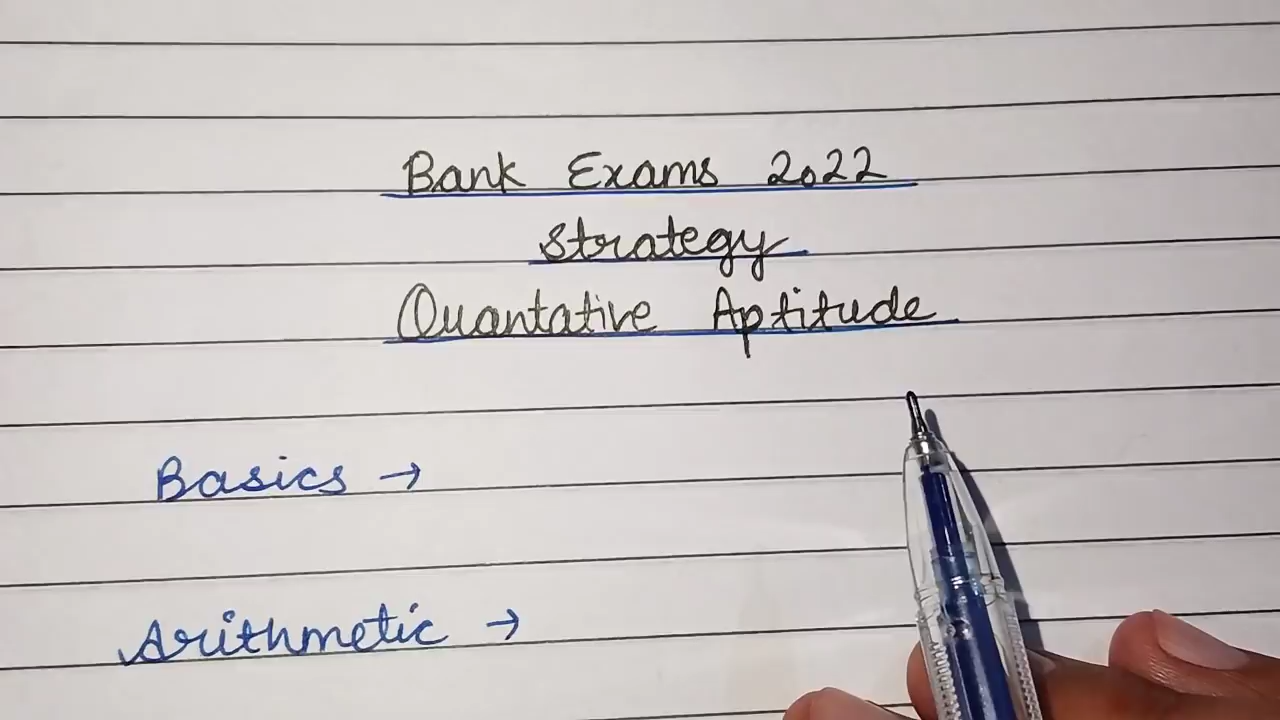 Bank Exams 2022
Strategy
Quantative Aptitude
Basics →
Arithmetic →